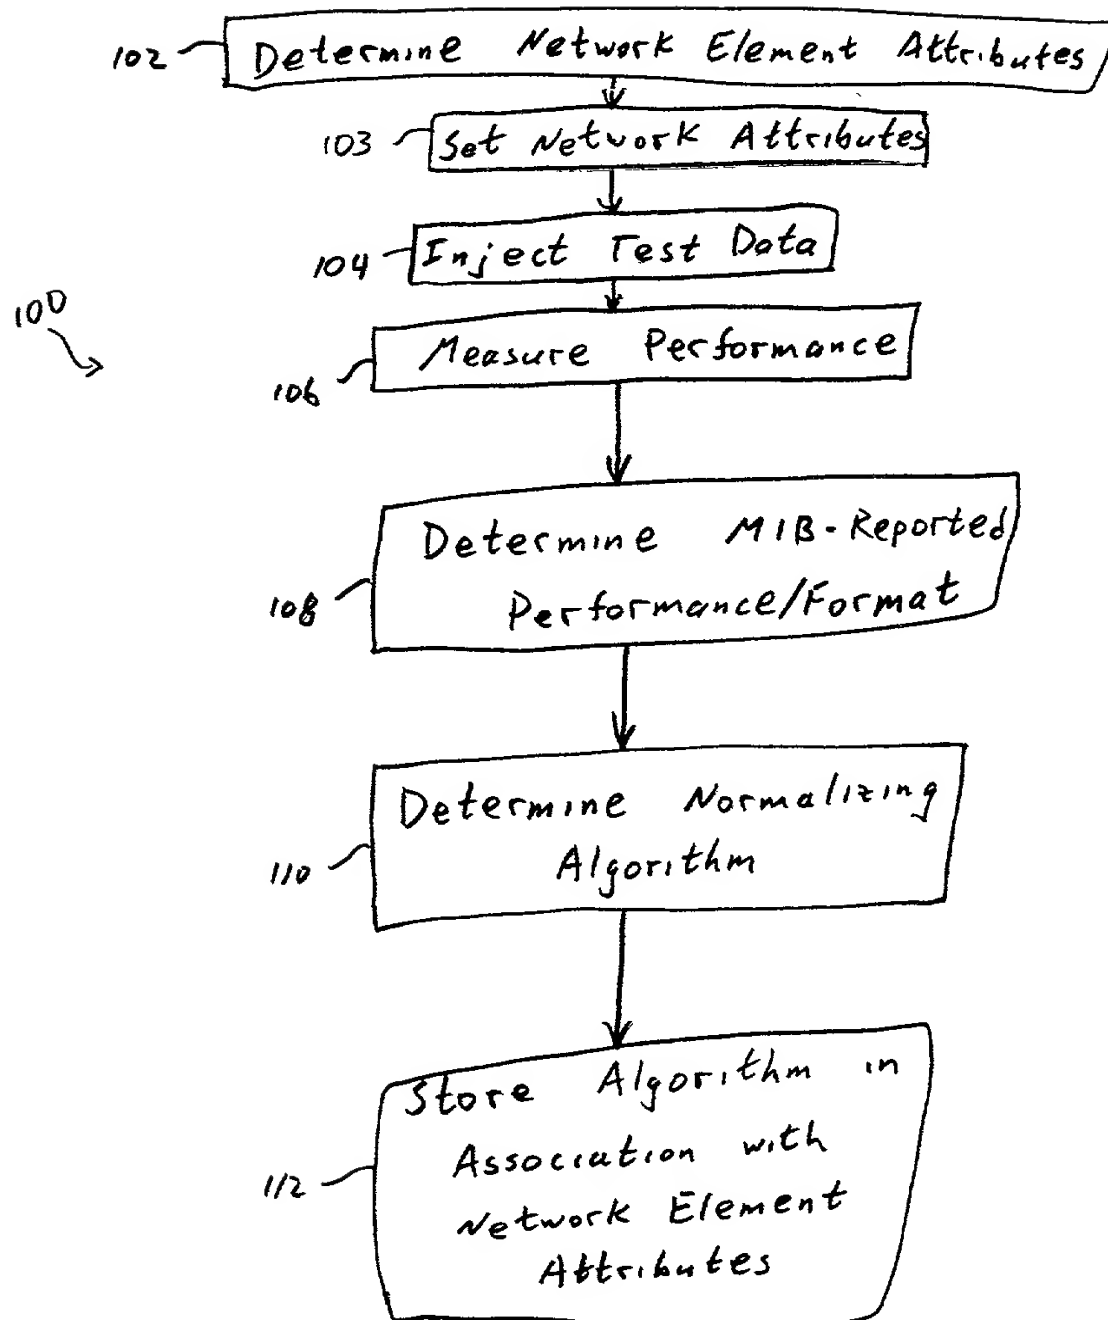 102 Determine Network Element Attributes
103 Set Network Attributes
104 Inject Test Data
100
106 Measure Performance
Determine MIB-Reported
108 Performance/Format
Determine Normalizing
110 Algorithm
Store Algorithm in
Association with
112 Network Element
Attributes